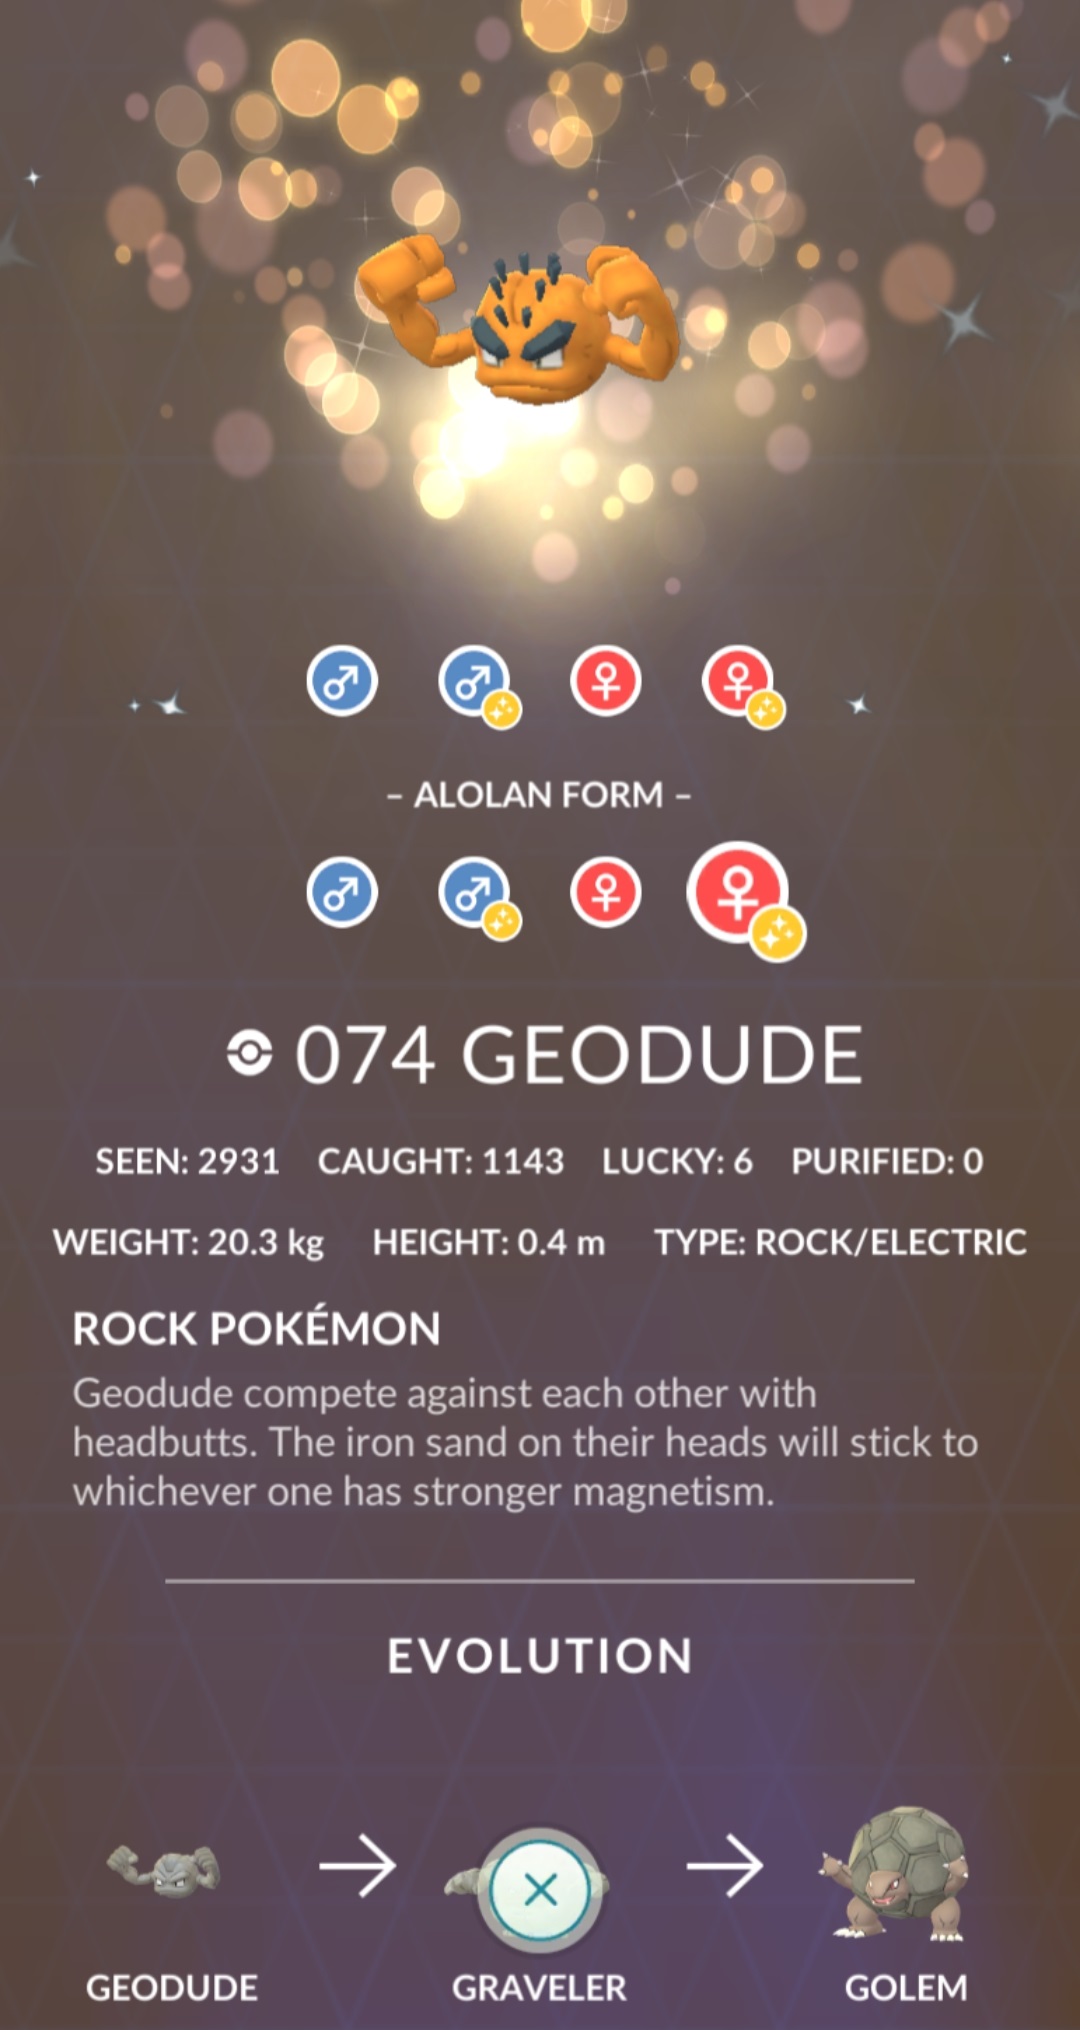 – ALOLAN FORM –
074 GEODUDE
SEEN: 2931 CAUGHT: 1143 LUCKY: 6 PURIFIED: 0
WEIGHT: 20.3 kg HEIGHT: 0.4 m TYPE: ROCK/ELECTRIC
ROCK POKÉMON
Geodude compete against each other with
headbutts. The iron sand on their heads will stick to
whichever one has stronger magnetism.
EVOLUTION
GEODUDE GRAVELER GOLEM